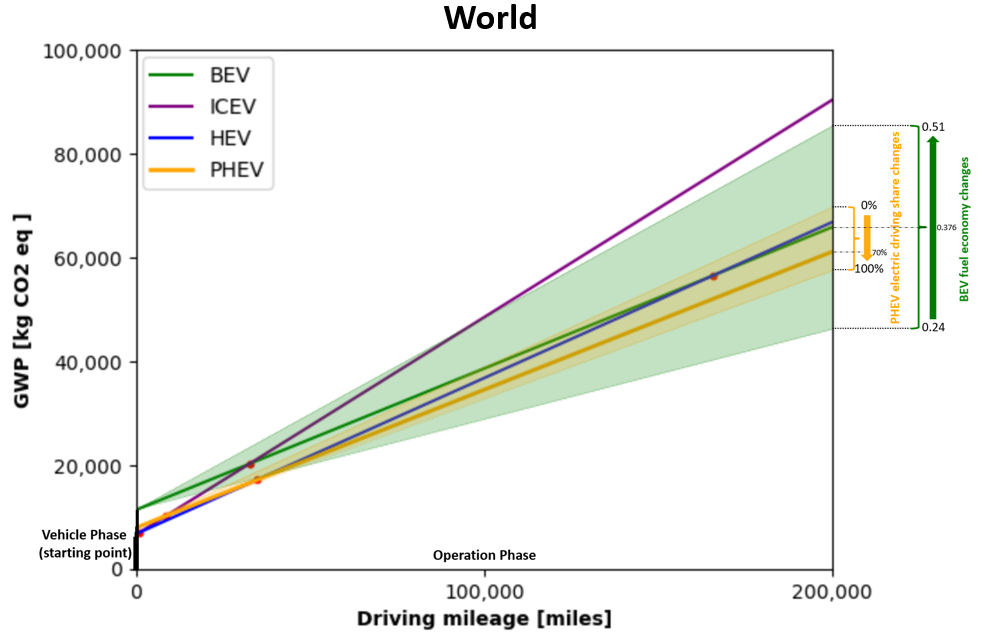 World
100,000
80,000
60,000
40,000
20,000
0
GWP [kg CO2 eq ]
BEV
ICEV
HEV
PHEV
Vehicle Phase
(starting point)
Operation Phase
0
100,000
200,000
Driving mileage [miles]
0%
70%
100%
PHEV electric driving share changes
0.51
0.376
0.24
BEV fuel economy changes